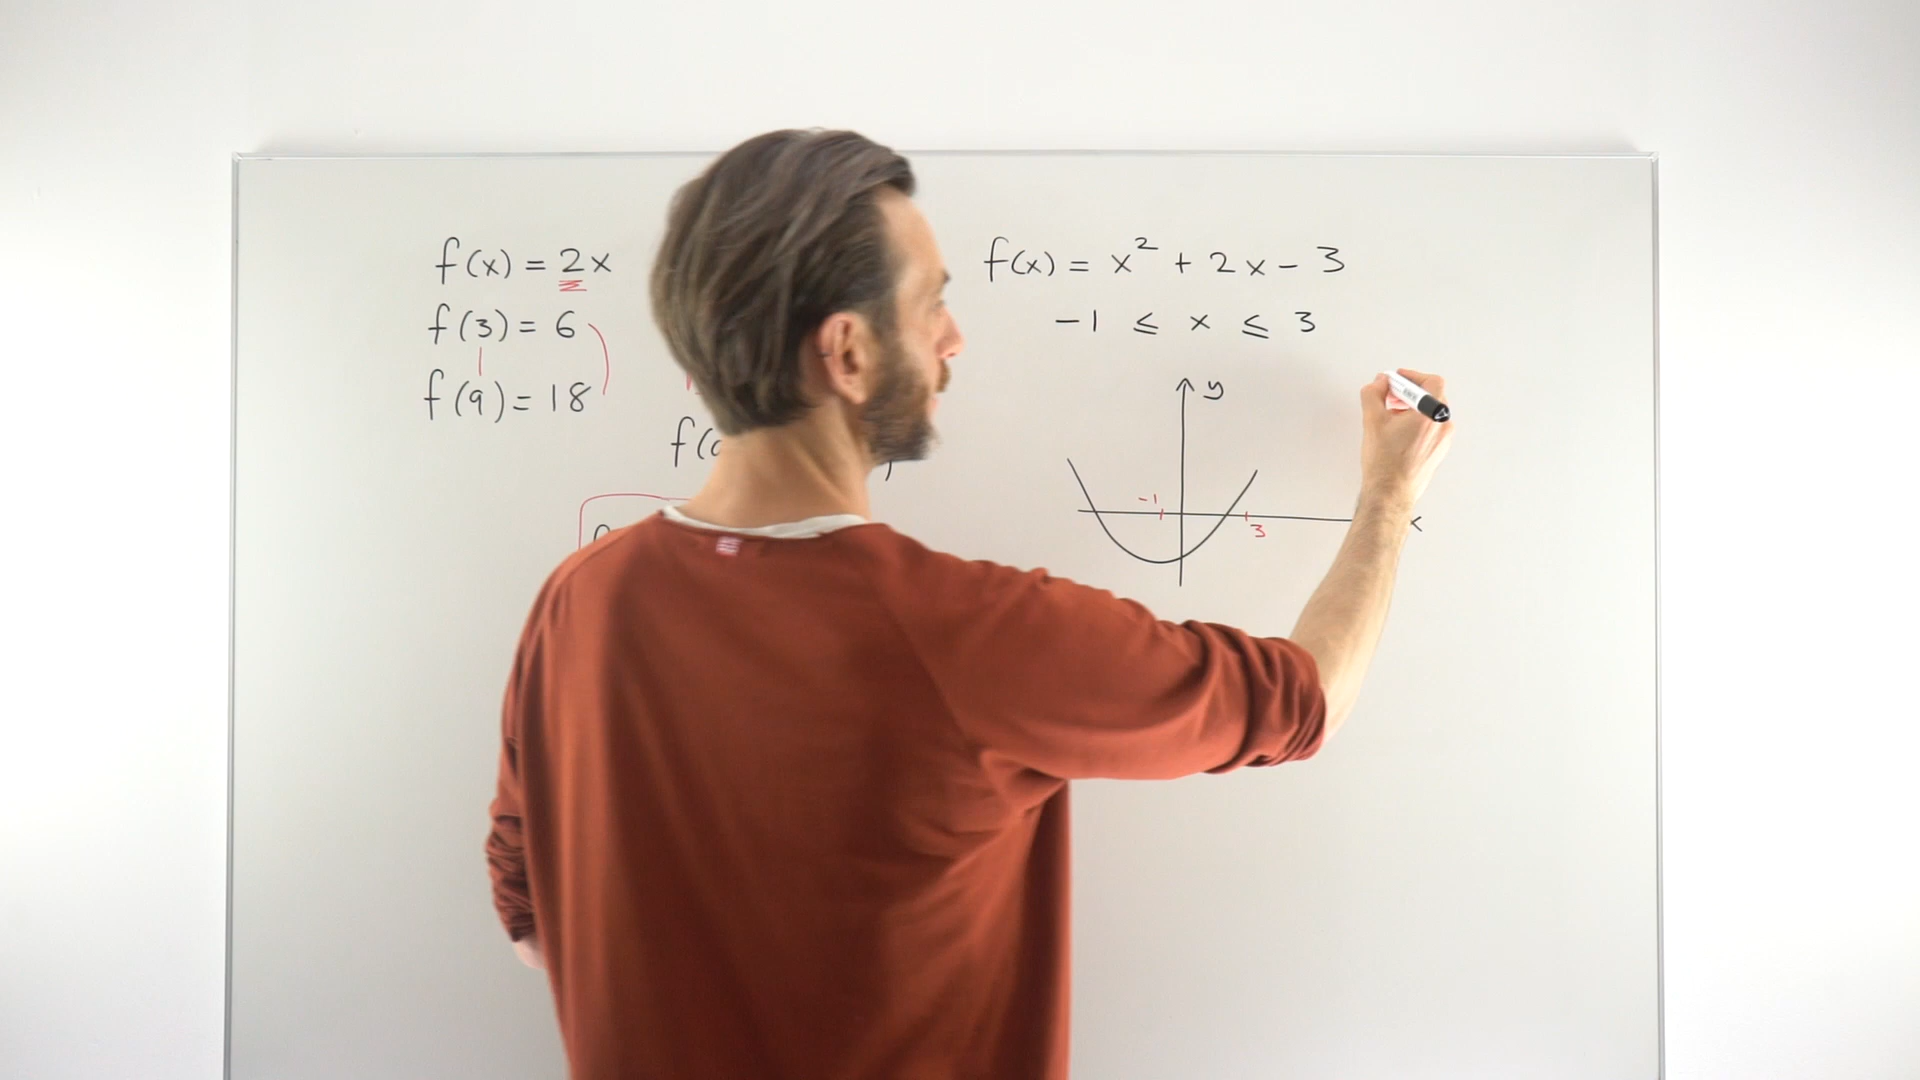 f(x) = 2x
f(3) = 6
f(9) = 18
f(x) = x² + 2x - 3
-1 ≤ x ≤ 3
y
-1
3